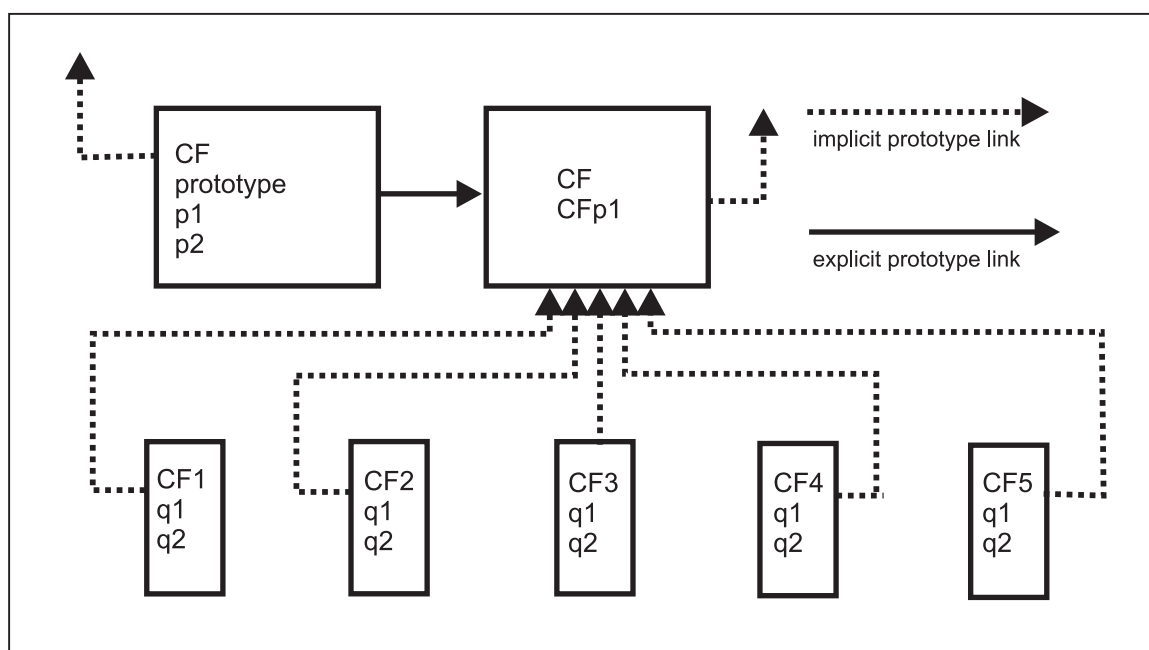 CF
prototype
p1
p2
CF
CFp1
implicit prototype link
explicit prototype link
CF1
q1
q2
CF2
q1
q2
CF3
q1
q2
CF4
q1
q2
CF5
q1
q2